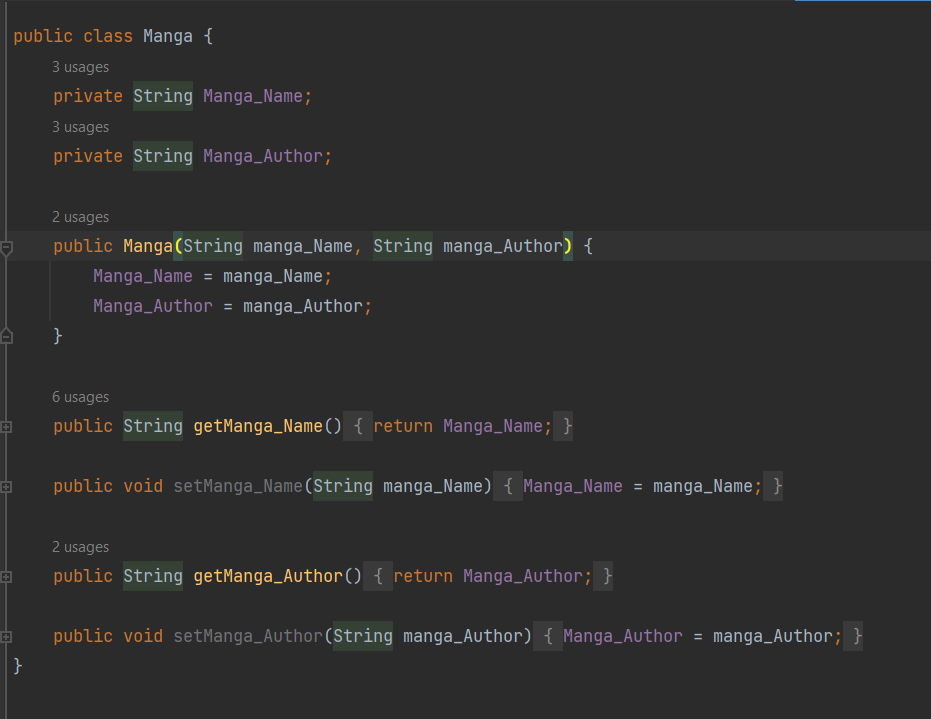 public class Manga {
3 usages
private String Manga_Name;
3 usages
private String Manga_Author;
2 usages
public Manga(String manga_Name, String manga_Author) {
Manga_Name = manga_Name;
Manga_Author = manga_Author;
}
6 usages
public String getManga_Name() { return Manga_Name; }
public void setManga_Name(String manga_Name) { Manga_Name = manga_Name; }
2 usages
public String getManga_Author() { return Manga_Author; }
public void setManga_Author(String manga_Author) { Manga_Author = manga_Author; }
}